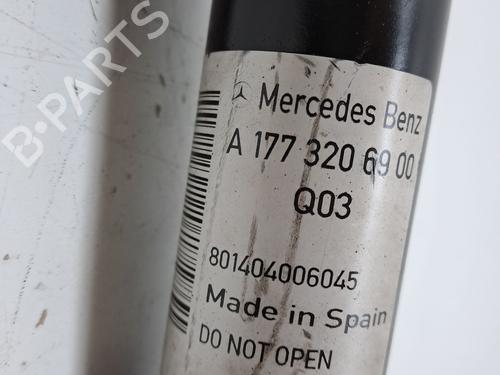 B-PARTS
Mercedes Benz
A 177 320 69 00
Q03
801404006045
Made in Spain
DO NOT OPEN